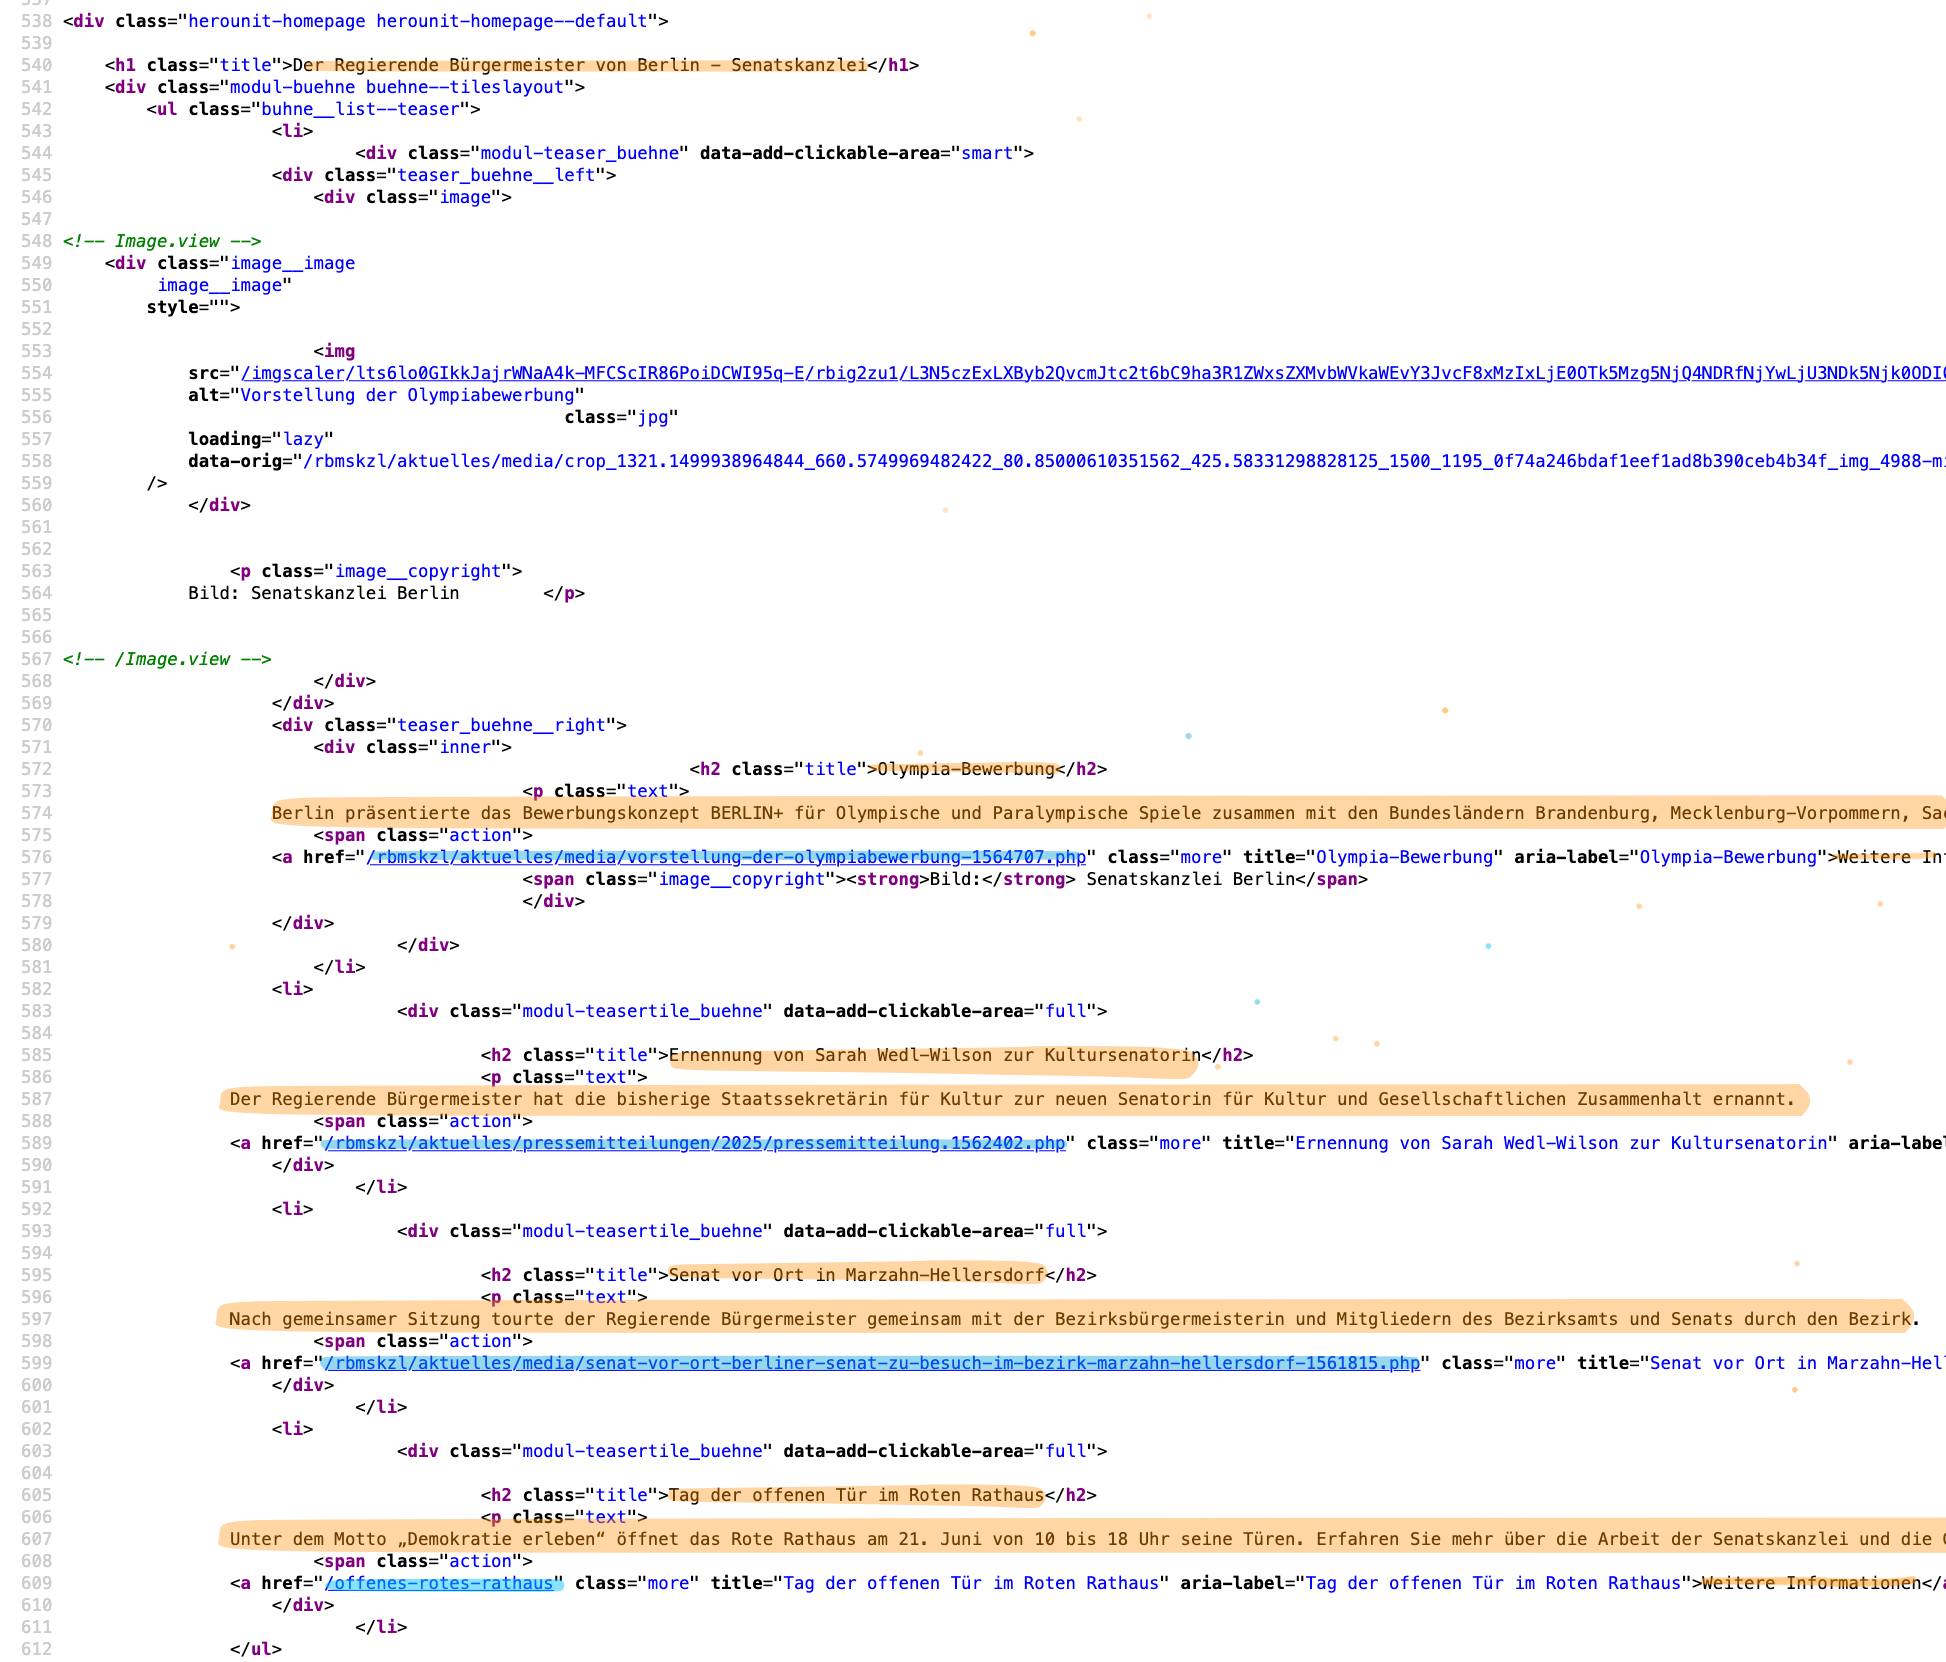 537
538 <div class="herounit-homepage herounit-homepage--default">
539
540 <h1 class="title">Der Regierende Bürgermeister von Berlin – Senatskanzlei</h1>
541 <div class="modul-buehne buehne--tileslayout">
542 <ul class="buhne__list--teaser">
543 <li>
544 <div class="modul-teaser_buehne" data-add-clickable-area="smart">
545 <div class="teaser_buehne__left">
546 <div class="image">
547
548 <!-- Image.view -->
549 <div class="image__image
550 image__image"
551 style="">
552
553 <img
554 src="/imgscaler/
555 alt="Vorstellung der Olympiabewerbung"
556 class="jpg"
557 loading="lazy"
558 data-orig="/rbmskzl/aktuelles/media/crop_1321.1499938964844_660.5749969482422_80.85000610351562_425.58331298828125_1500_1195_0f74a246bdaf1eef1ad8b390ceb4b34f_img_4988-m
559 />
560 </div>
561
562
563 <p class="image__copyright">
564 Bild: Senatskanzlei Berlin </p>
565
566
567 <!-- /Image.view -->
568 </div>
569 </div>
570 <div class="teaser_buehne__right">
571 <div class="inner">
572 <h2 class="title">Olympia-Bewerbung</h2>
573 <p class="text">
574 Berlin präsentierte das Bewerbungskonzept BERLIN+ für Olympische und Paralympische Spiele zusammen mit den Bundesländern Brandenburg, Mecklenburg-Vorpommern,
575 <span class="action">
576 <a href="/rbmskzl/aktuelles/media/vorstellung-der-olympiabewerbung-1564707.php" class="more" title="Olympia-Bewerbung" aria-label="Olympia-Bewerbung">Weitere
577 <span class="image__copyright"><strong>Bild:</strong> Senatskanzlei Berlin</span>
578 </div>
579 </div>
580 </div>
581 </li>
582 <li>
583 <div class="modul-teasertile_buehne" data-add-clickable-area="full">
584
585 <h2 class="title">Ernennung von Sarah Wedl-Wilson zur Kultursenatorin</h2>
586 <p class="text">
587 Der Regierende Bürgermeister hat die bisherige Staatssekretärin für Kultur zur neuen Senatorin für Kultur und Gesellschaftlichen Zusammenhalt ernannt.
588 <span class="action">
589 <a href="/rbmskzl/aktuelles/pressemitteilungen/2025/pressemitteilung.1562402.php" class="more" title="Ernennung von Sarah Wedl-Wilson zur Kultursenatorin" aria-label
590 </div>
591 </li>
592 <li>
593 <div class="modul-teasertile_buehne" data-add-clickable-area="full">
594
595 <h2 class="title">Senat vor Ort in Marzahn-Hellersdorf</h2>
596 <p class="text">
597 Nach gemeinsamer Sitzung tourte der Regierende Bürgermeister gemeinsam mit der Bezirksbürgermeisterin und Mitgliedern des Bezirksamts und Senats durch den Bezirk.
598 <span class="action">
599 <a href="/rbmskzl/aktuelles/media/senat-vor-ort-berliner-senat-zu-besuch-im-bezirk-marzahn-hellersdorf-1561815.php" class="more" title="Senat vor Ort in Marzahn-Hel
600 </div>
601 </li>
602 <li>
603 <div class="modul-teasertile_buehne" data-add-clickable-area="full">
604
605 <h2 class="title">Tag der offenen Tür im Roten Rathaus</h2>
606 <p class="text">
607 Unter dem Motto „Demokratie erleben“ öffnet das Rote Rathaus am 21. Juni von 10 bis 18 Uhr seine Türen. Erfahren Sie mehr über die Arbeit der Senatskanzlei und die
608 <span class="action">
609 <a href="/offenes-rotes-rathaus" class="more" title="Tag der offenen Tür im Roten Rathaus" aria-label="Tag der offenen Tür im Roten Rathaus">Weitere Informationen</a
610 </div>
611 </li>
612 </ul>